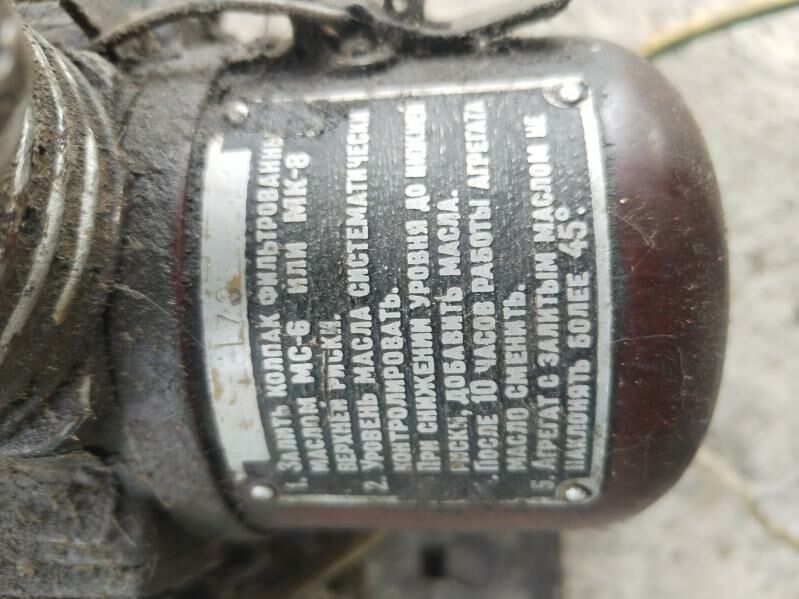 1. ЗАЛИТЬ КОЛПАК ФИЛЬТРОВАННЫМ
МАСЛОМ МС-6 ИЛИ МК-8
ВЕРХНЕЙ РИСКИ.
2. УРОВЕНЬ МАСЛА СИСТЕМАТИЧЕСКИ
КОНТРОЛИРОВАТЬ.
ПРИ СНИЖЕНИИ УРОВНЯ ДО НИЖНЕЙ
РИСКИ, ДОБАВИТЬ МАСЛА.
. ПОСЛЕ 10 ЧАСОВ РАБОТЫ АГРЕГАТА
МАСЛО СМЕНИТЬ.
5. АГРЕГАТ С ЗАЛИТЫМ МАСЛОМ НЕ
НАКЛОНЯТЬ БОЛЕЕ 45°.